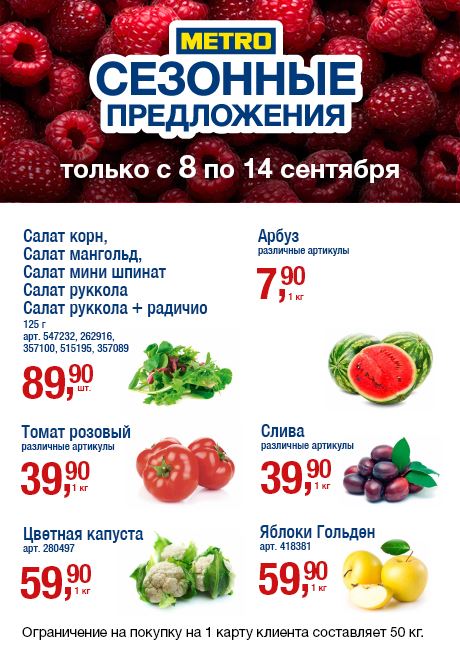 METRO
СЕЗОННЫЕ
ПРЕДЛОЖЕНИЯ
только с 8 по 14 сентября
Салат корн,
Салат мангольд,
Салат мини шпинат
Салат руккола
Салат руккола + радичио
125 г
арт. 547232, 262916,
357100, 515195, 357089
89,90
шт.
Арбуз
различные артикулы
7,90
1 кг
Томат розовый
различные артикулы
39,90
1 кг
Слива
различные артикулы
39,90
1 кг
Цветная капуста
арт. 280497
59,90
1 кг
Яблоки Гольден
арт. 418381
59,90
1 кг
Ограничение на покупку на 1 карту клиента составляет 50 кг.